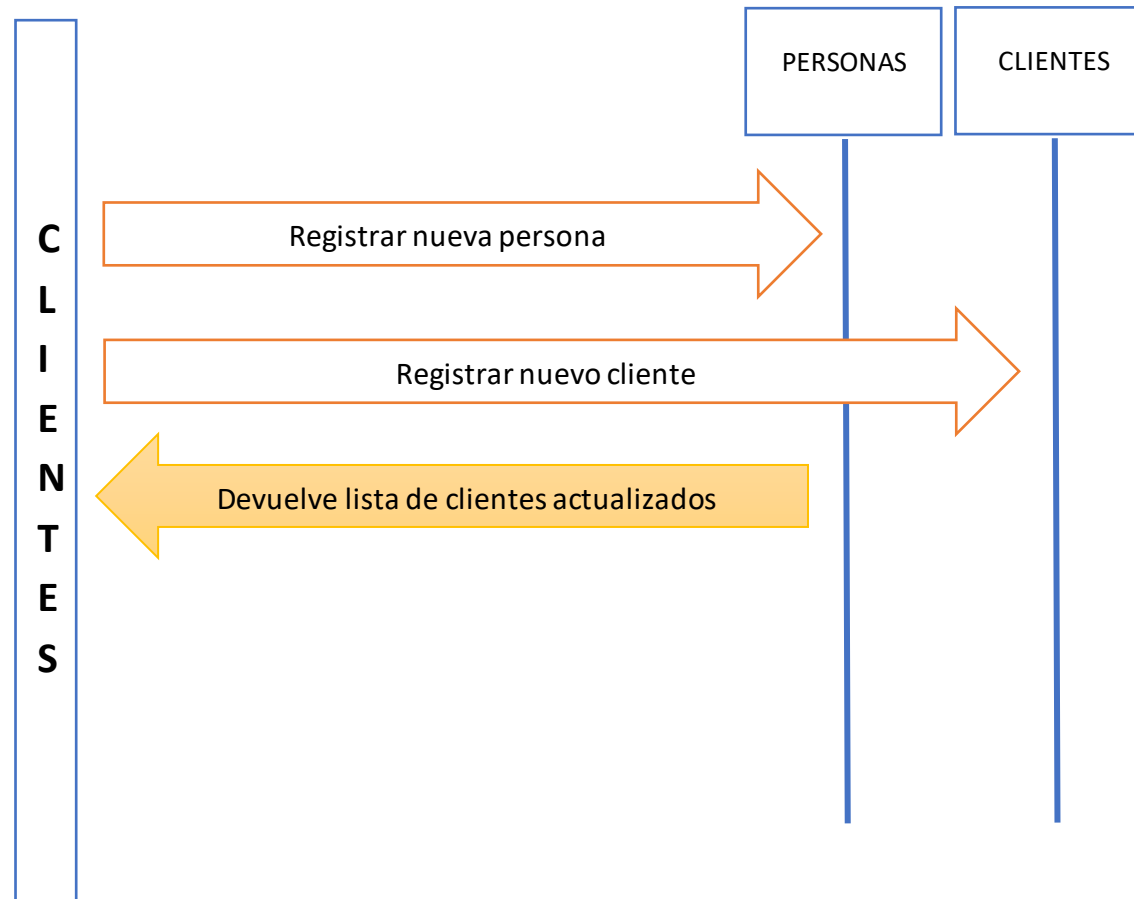 PERSONAS
CLIENTES
Registrar nueva persona
Registrar nuevo cliente
Devuelve lista de clientes actualizados
C
L
I
E
N
T
E
S